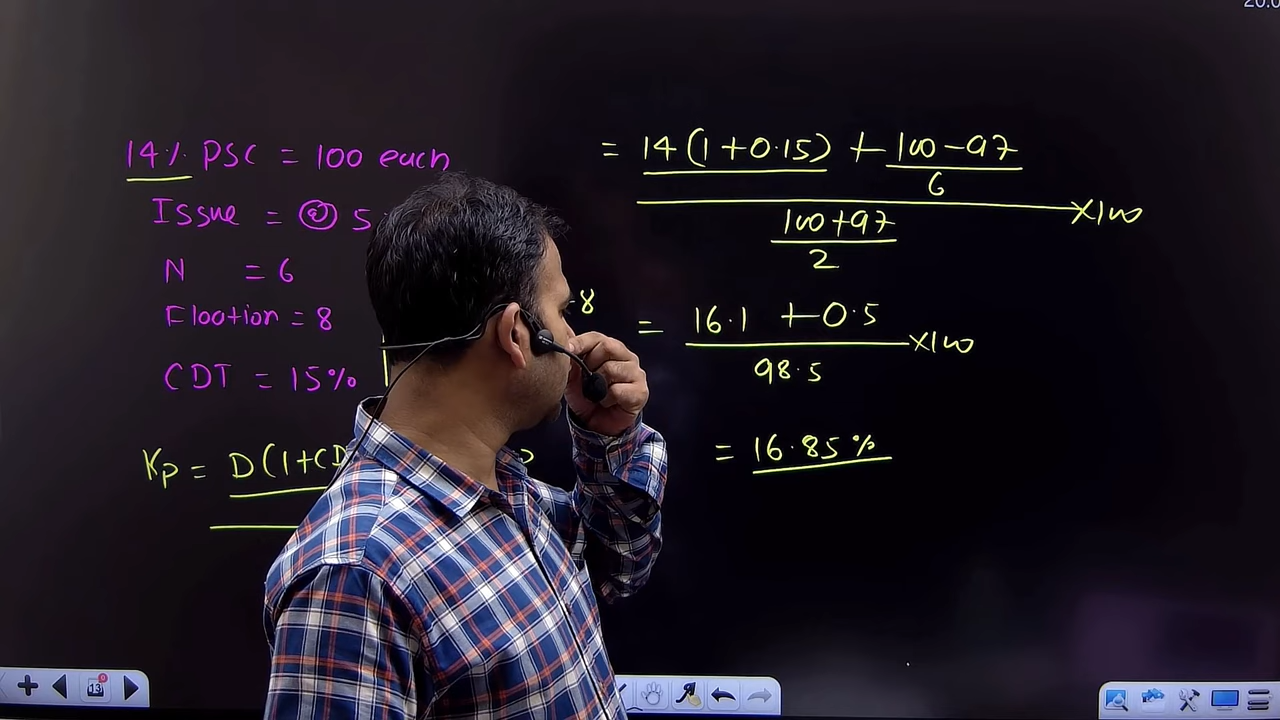 14% PSC = 100 each
Issue = @ 5
N = 6
Flootion = 8
CDT = 15%
Kp = D(1+CD
-8
= 14(1+0.15) + 100-97
6
×100
100+97
2
= 16.1 + 0.5 ×100
98.5
= 16.85%
13